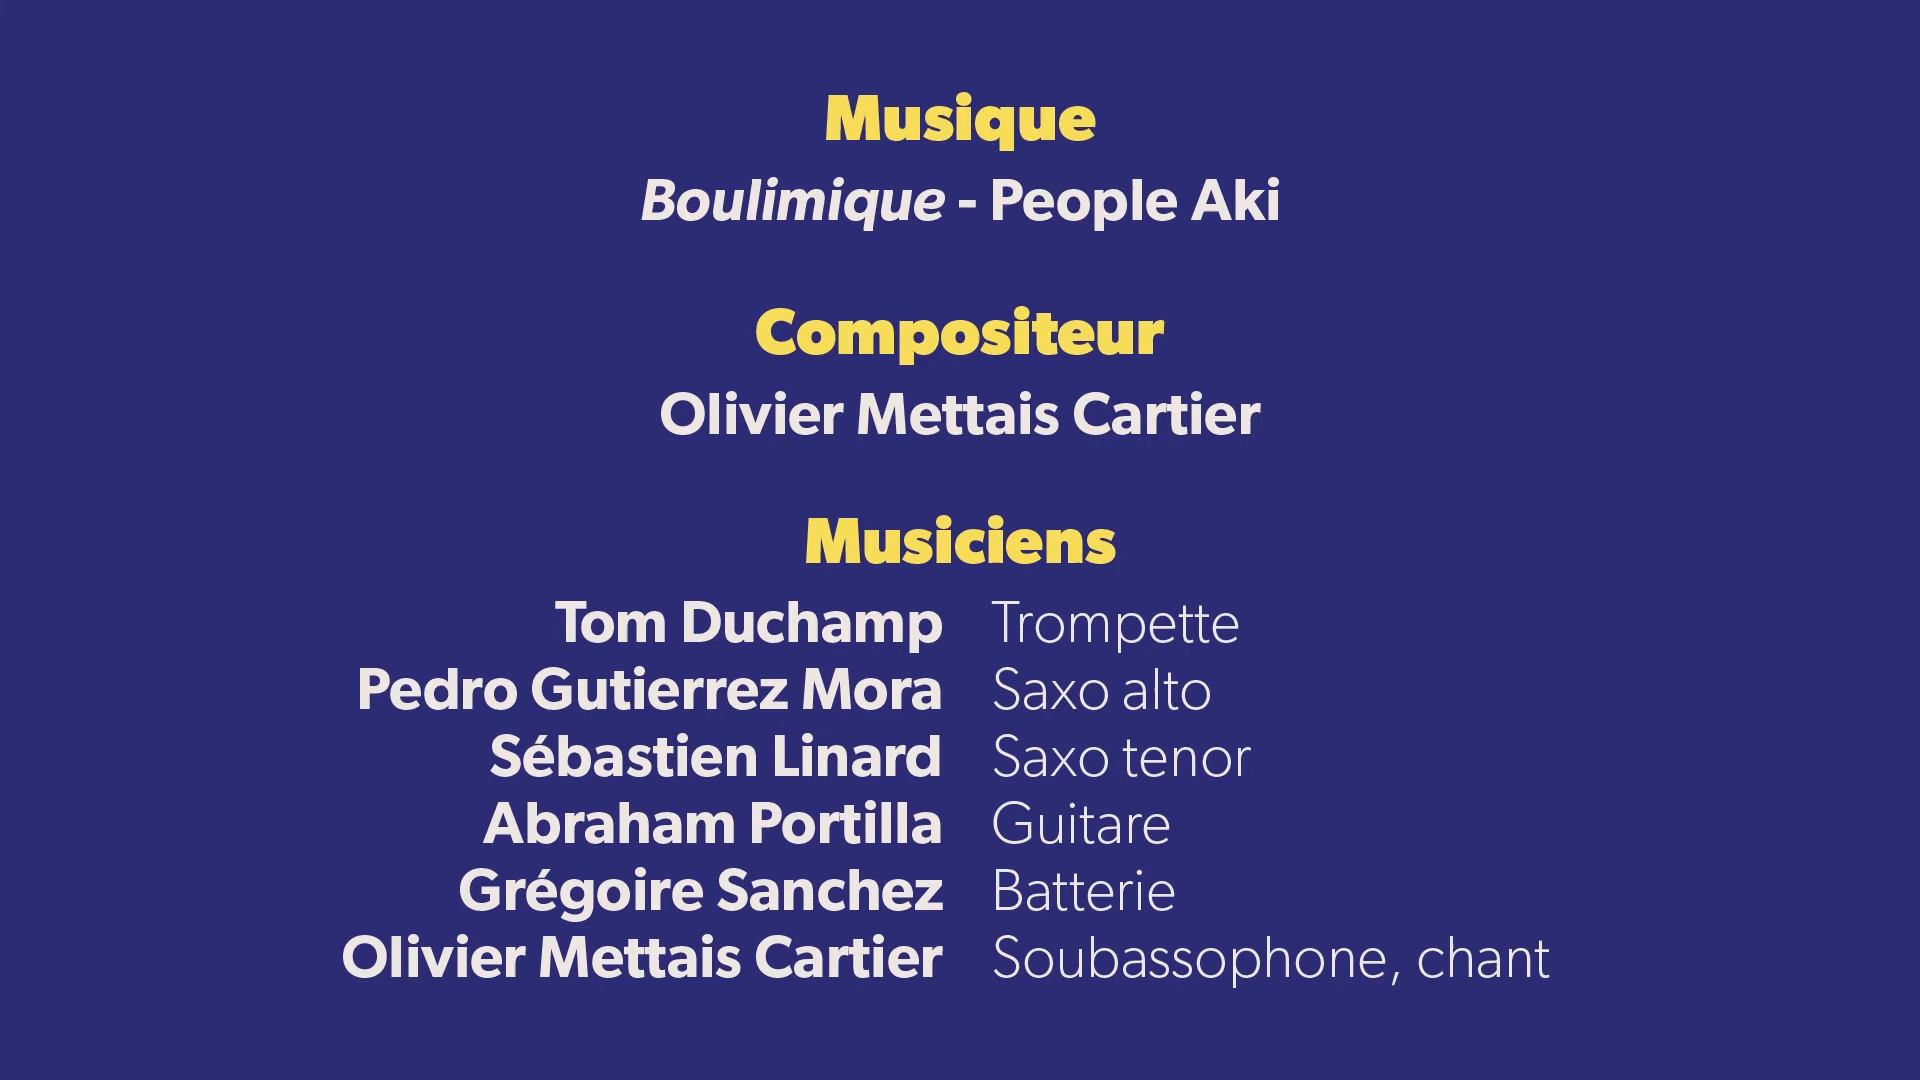 Musique
Boulimique - People Aki
Compositeur
Olivier Mettais Cartier
Musiciens
Tom Duchamp Trompette
Pedro Gutierrez Mora Saxo alto
Sébastien Linard Saxo tenor
Abraham Portilla Guitare
Grégoire Sanchez Batterie
Olivier Mettais Cartier Soubassophone, chant